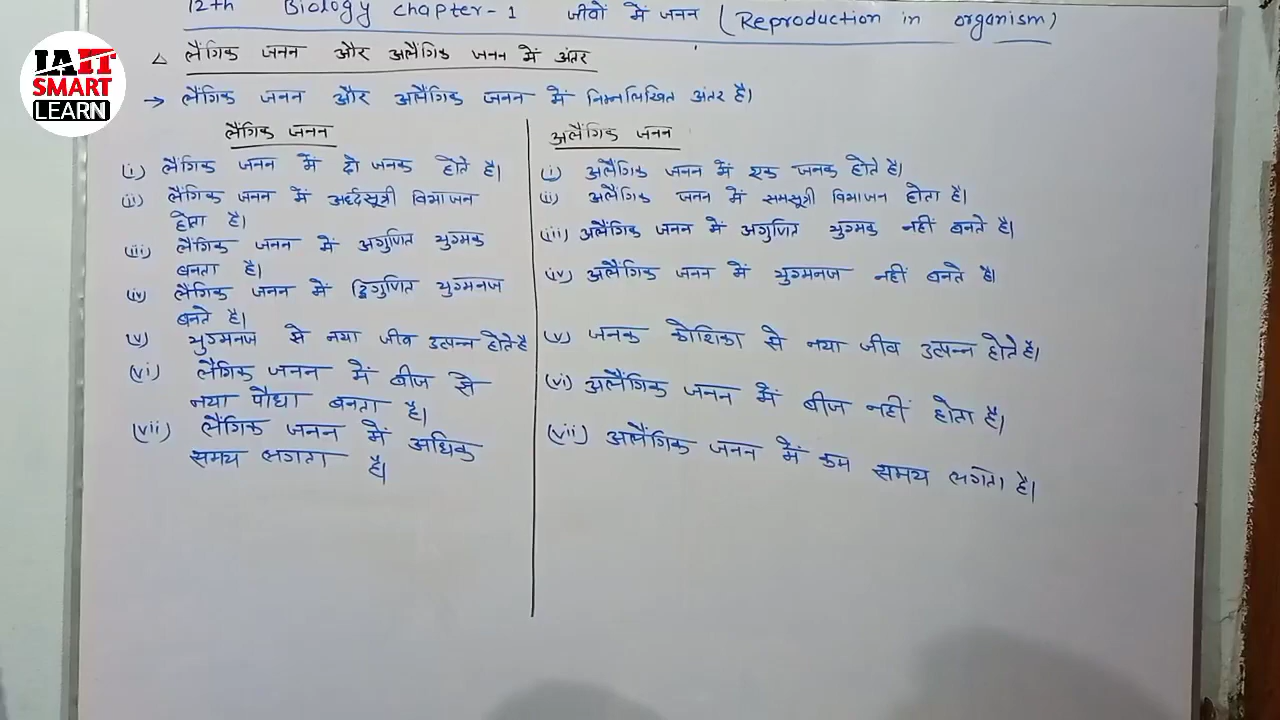 12th Biology Chapter-1 जीवों में जनन (Reproduction in organism)
IAIT
SMART
LEARN
△ लैंगिक जनन और अलैंगिक जनन में अंतर
→ लैंगिक जनन और अलैंगिक जनन में निम्नलिखित अंतर है।
लैंगिक जनन
(i) लैंगिक जनन में दो जनक होते है।
(ii) लैंगिक जनन में अर्द्धसूत्री विभाजन
होता है।
(iii) लैंगिक जनन में अगुणित युग्मक
बनता है।
(iv) लैंगिक जनन में द्विगुणित युग्मनज
बनते है।
(v) युग्मनज से नया जीव उत्पन्न होते है
(vi) लैंगिक जनन में बीज से
नया पौधा बनता है।
(vii) लैंगिक जनन में अधिक
समय लगता है।
अलैंगिक जनन
(i) अलैंगिक जनन में एक जनक होते है।
(ii) अलैंगिक जनन में समसूत्री विभाजन होता है।
(iii) अलैंगिक जनन में अगुणित युग्मक नहीं बनते है।
(iv) अलैंगिक जनन में युग्मनज नहीं बनते है।
(v) जनक कोशिका से नया जीव उत्पन्न होते है।
(vi) अलैंगिक जनन में बीज नहीं होता है।
(vii) अलैंगिक जनन में कम समय लगता है।